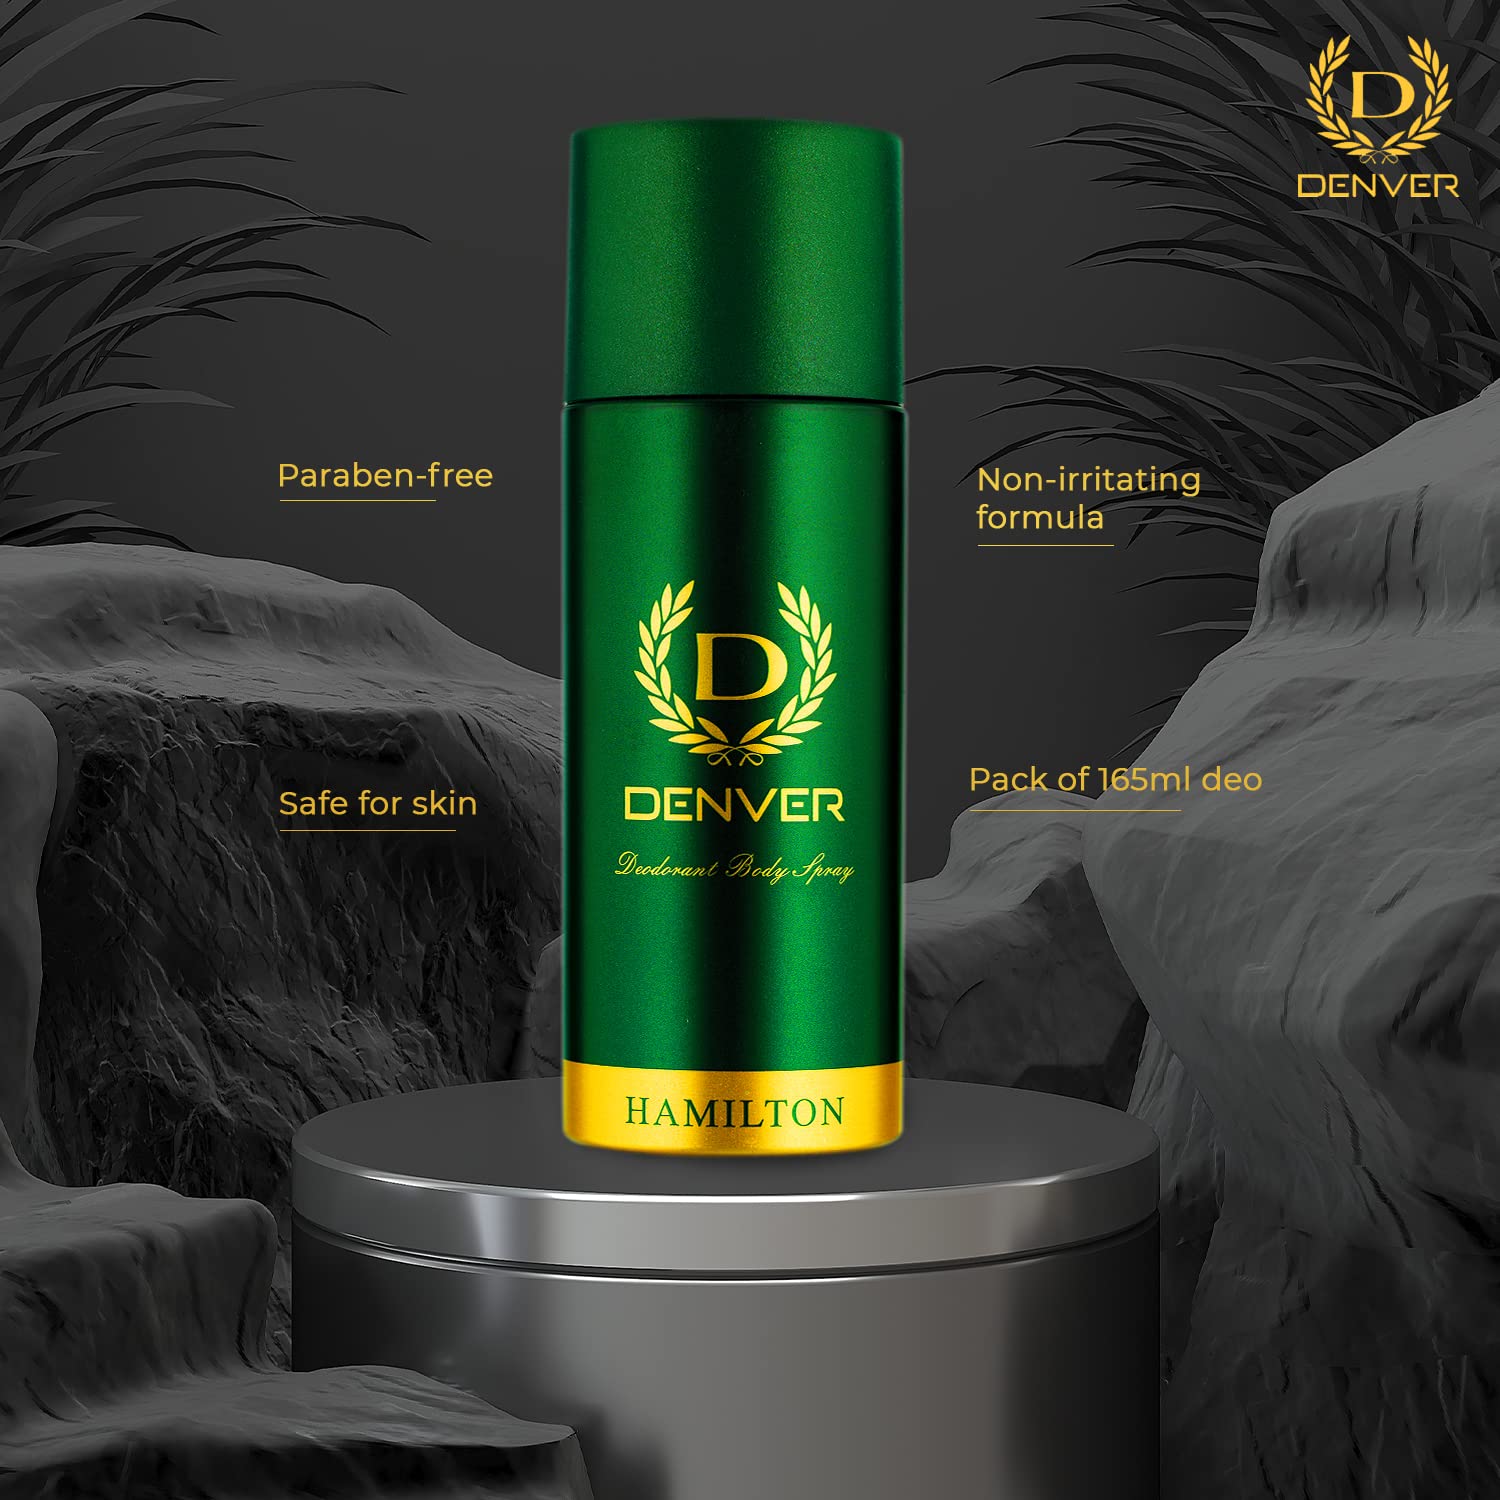 D
DENVER
Paraben-free
Non-irritating
formula
Safe for skin
Pack of 165ml deo
D
DENVER
Deodorant Body Spray
HAMILTON